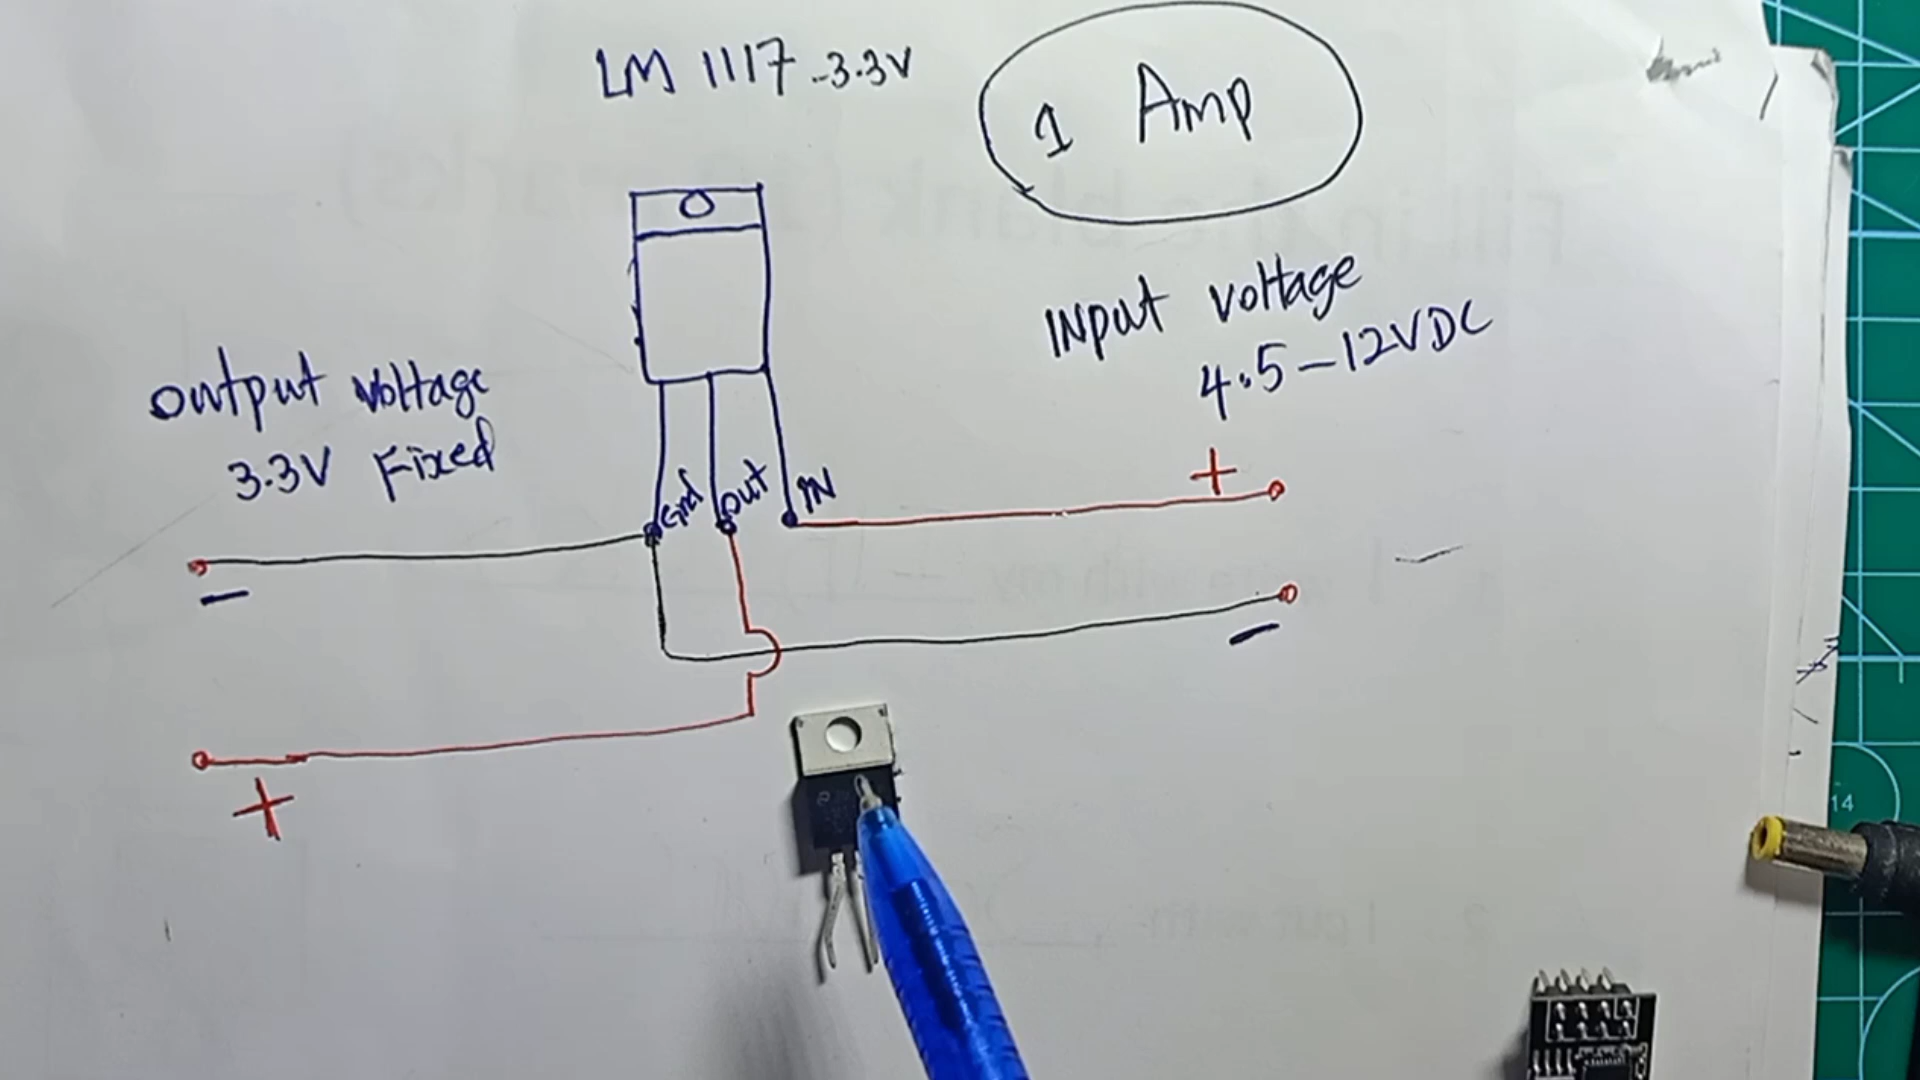 LM 1117-3.3V
1 Amp
Input voltage
4.5-12VDC
output voltage
3.3V Fixed
Gnd out IN
+
-
-
+
14